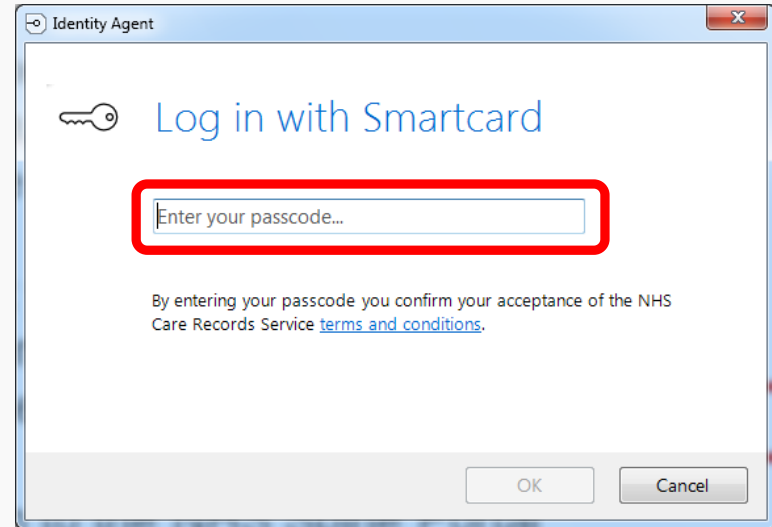 Identity Agent
Log in with Smartcard
Enter your passcode...
By entering your passcode you confirm your acceptance of the NHS
Care Records Service terms and conditions.
OK
Cancel